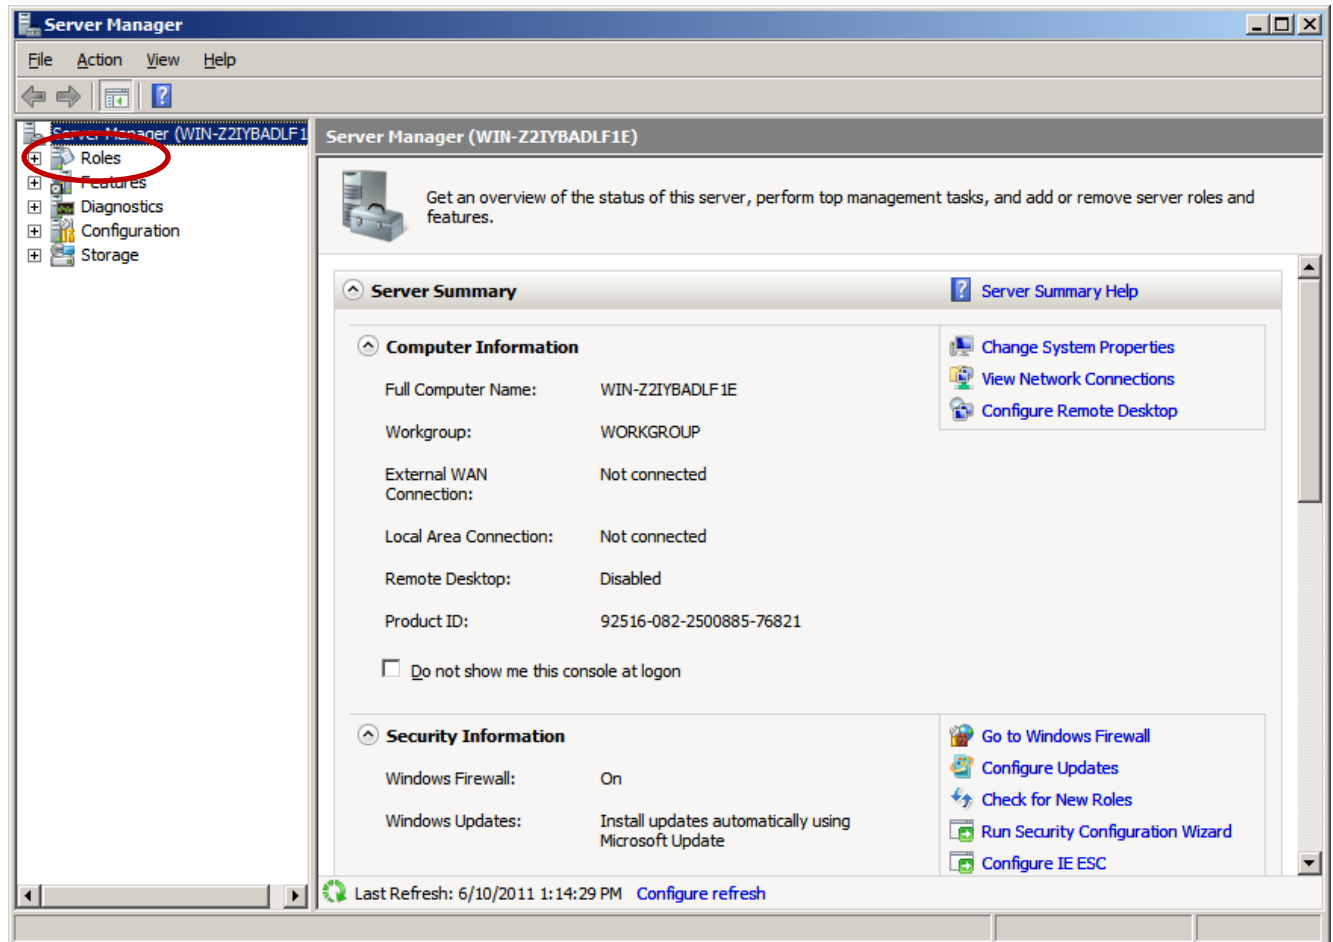 Server Manager
File Action View Help
Server Manager (WIN-Z2IYBADLF1
Roles
Features
Diagnostics
Configuration
Storage
Server Manager (WIN-Z2IYBADLF1E)
Get an overview of the status of this server, perform top management tasks, and add or remove server roles and
features.
Server Summary
Server Summary Help
Computer Information
Full Computer Name: WIN-Z2IYBADLF1E
Workgroup: WORKGROUP
External WAN
Connection:
Not connected
Local Area Connection: Not connected
Remote Desktop: Disabled
Product ID: 92516-082-2500885-76821
Do not show me this console at logon
Change System Properties
View Network Connections
Configure Remote Desktop
Security Information
Windows Firewall: On
Windows Updates: Install updates automatically using
Microsoft Update
Go to Windows Firewall
Configure Updates
Check for New Roles
Run Security Configuration Wizard
Configure IE ESC
Last Refresh: 6/10/2011 1:14:29 PM Configure refresh